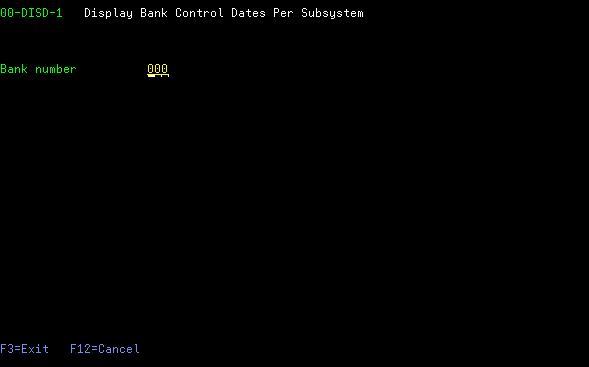 00-DISD-1   Display Bank Control Dates Per Subsystem
Bank number          000
F3=Exit   F12=Cancel